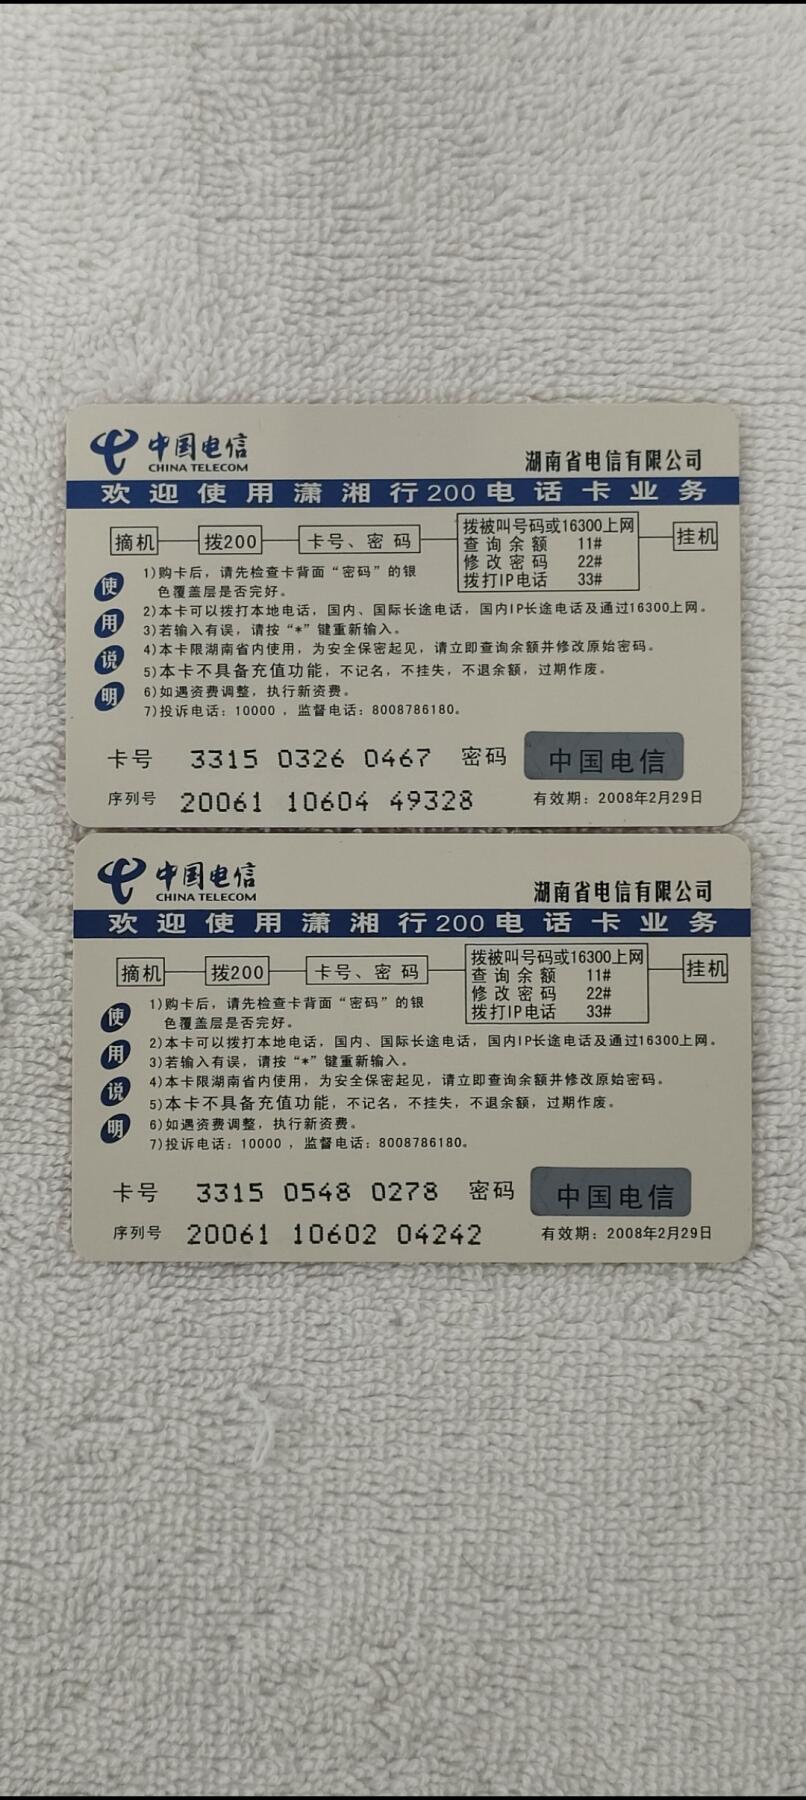 中国电信
CHINA TELECOM
湖南省电信有限公司
欢迎使用潇湘行200电话卡业务
摘机 拨200 卡号、密码 拨被叫号码或16300上网 挂机
查询余额 11#
修改密码 22#
拨打IP电话 33#
使用说明
1)购卡后，请先检查卡背面“密码”的银
色覆盖层是否完好。
2)本卡可以拨打本地电话，国内、国际长途电话，国内IP长途电话及通过16300上网。
3)若输入有误，请按“*”键重新输入。
4)本卡限湖南省内使用，为安全保密起见，请立即查询余额并修改原始密码。
5)本卡不具备充值功能，不记名，不挂失，不退余额，过期作废。
6)如遇资费调整，执行新资费。
7)投诉电话：10000，监督电话：8008786180。
卡号 3315 0326 0467 密码 中国电信
序列号 20061 10604 49328 有效期：2008年2月29日
中国电信
CHINA TELECOM
湖南省电信有限公司
欢迎使用潇湘行200电话卡业务
摘机 拨200 卡号、密码 拨被叫号码或16300上网 挂机
查询余额 11#
修改密码 22#
拨打IP电话 33#
使用说明
1)购卡后，请先检查卡背面“密码”的银
色覆盖层是否完好。
2)本卡可以拨打本地电话，国内、国际长途电话，国内IP长途电话及通过16300上网。
3)若输入有误，请按“*”键重新输入。
4)本卡限湖南省内使用，为安全保密起见，请立即查询余额并修改原始密码。
5)本卡不具备充值功能，不记名，不挂失，不退余额，过期作废。
6)如遇资费调整，执行新资费。
7)投诉电话：10000，监督电话：8008786180。
卡号 3315 0548 0278 密码 中国电信
序列号 20061 10602 04242 有效期：2008年2月29日